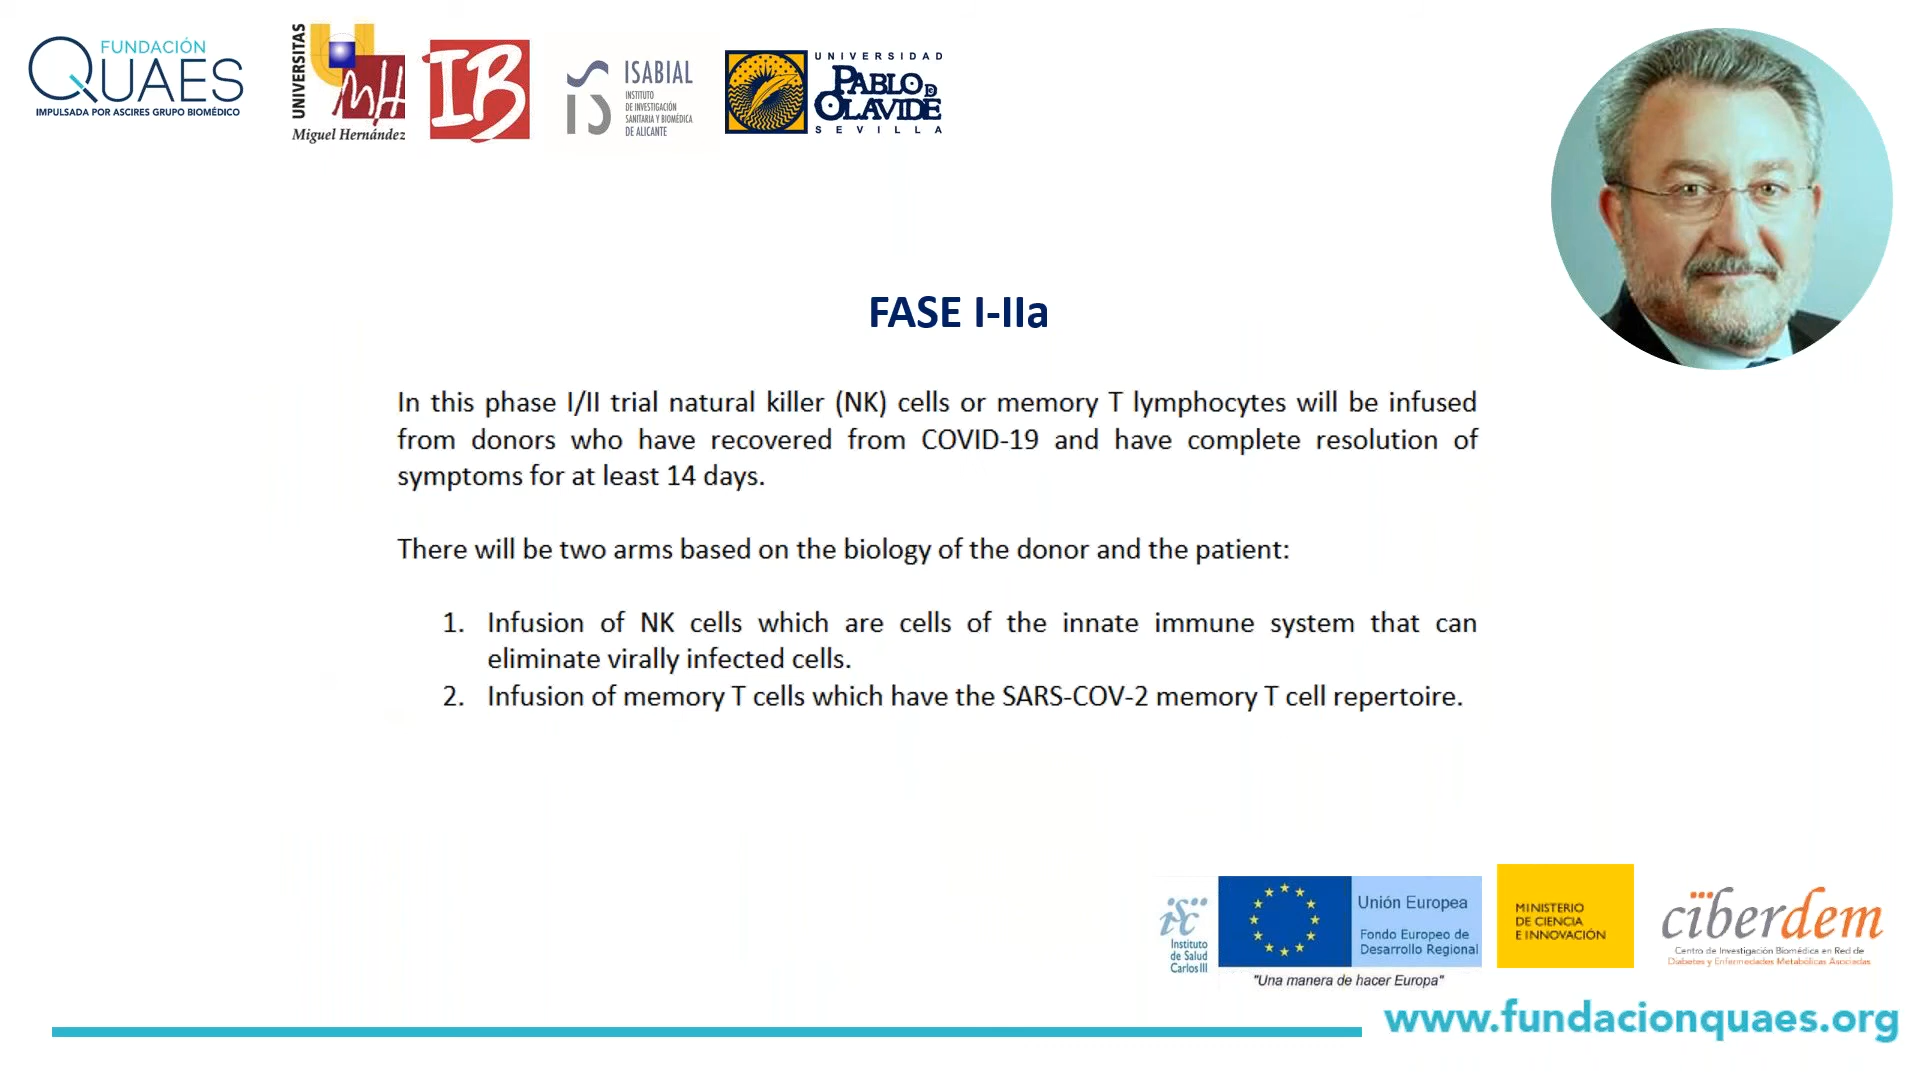 FUNDACIÓN
QUAES
IMPULSADA POR ASCIRES GRUPO BIOMÉDICO
UNIVERSITAS
MH
Miguel Hernández
IB
ISABIAL
INSTITUTO
DE INVESTIGACIÓN
SANITARIA Y BIOMÉDICA
DE ALICANTE
UNIVERSIDAD
PABLO DE
OLAVIDE
SEVILLA
FASE I-IIa
In this phase I/II trial natural killer (NK) cells or memory T lymphocytes will be infused
from donors who have recovered from COVID-19 and have complete resolution of
symptoms for at least 14 days.
There will be two arms based on the biology of the donor and the patient:
1. Infusion of NK cells which are cells of the innate immune system that can
eliminate virally infected cells.
2. Infusion of memory T cells which have the SARS-COV-2 memory T cell repertoire.
isciii
Instituto
de Salud
Carlos III
Unión Europea
Fondo Europeo de
Desarrollo Regional
"Una manera de hacer Europa"
MINISTERIO
DE CIENCIA
E INNOVACIÓN
ciberdem
Centro de Investigación Biomédica en Red de
Diabetes y Enfermedades Metabólicas Asociadas
www.fundacionquaes.org